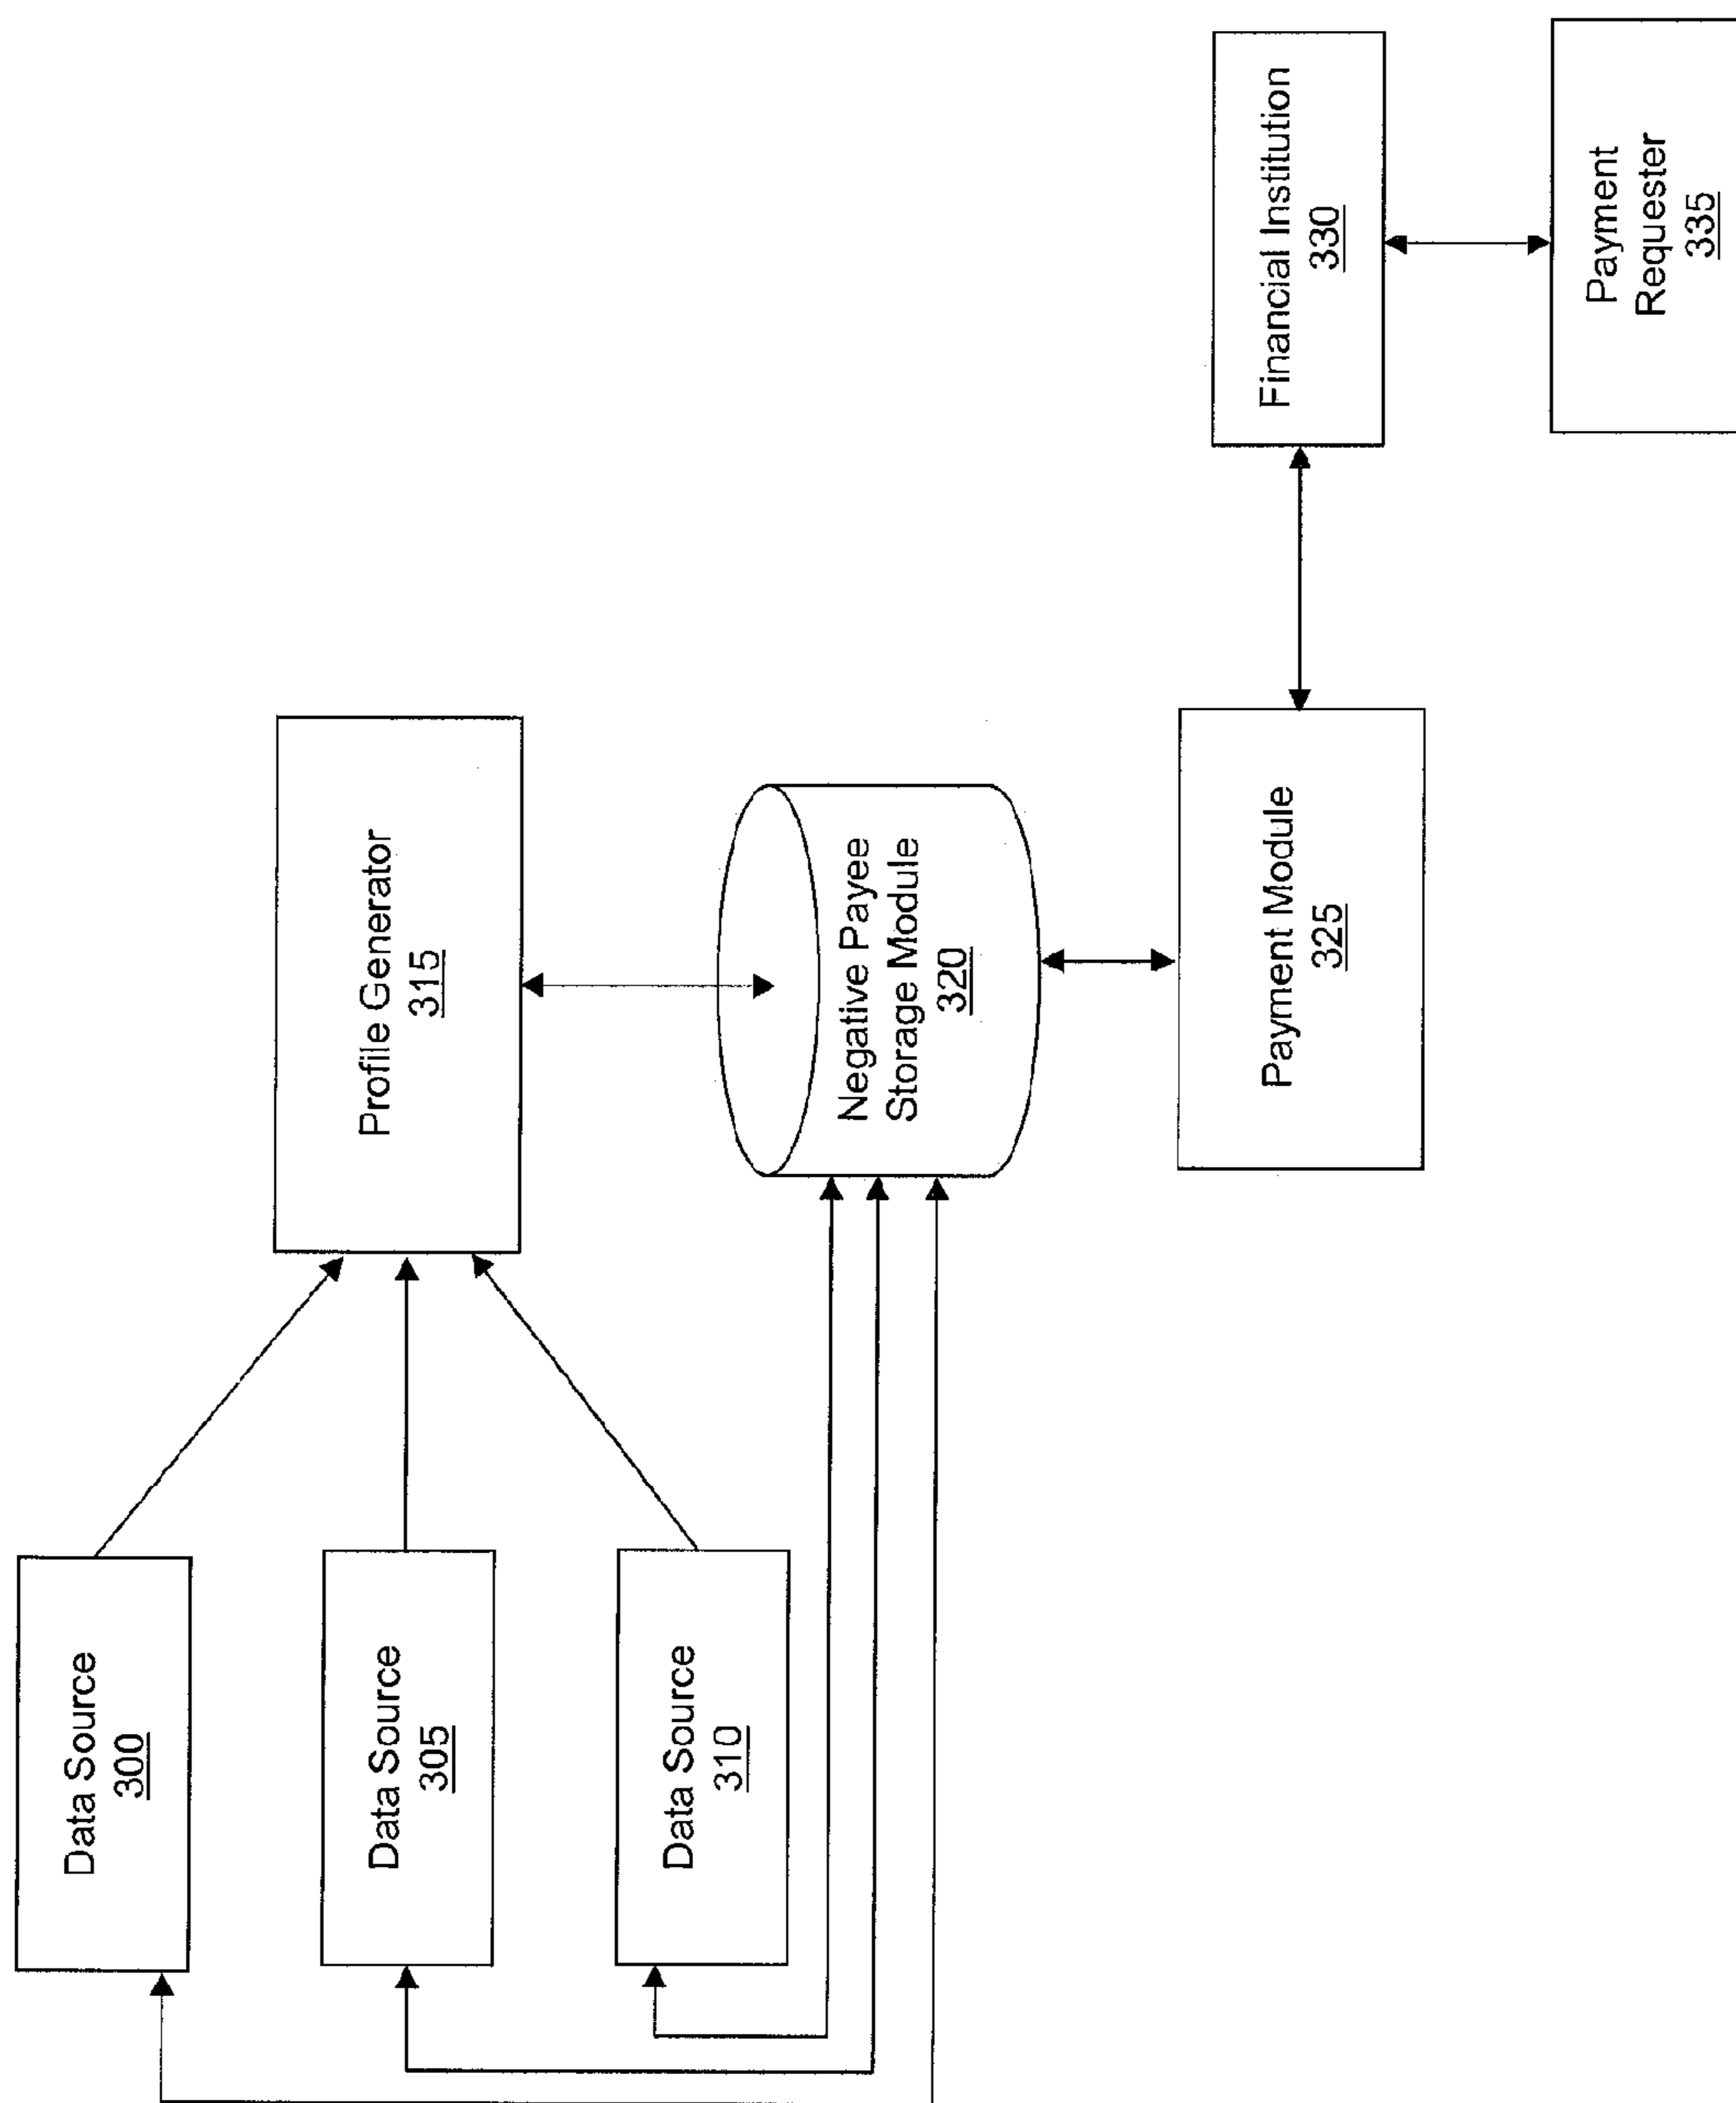 Data Source
300
Data Source
305
Data Source
310
Profile Generator
315
Negative Payee
Storage Module
320
Payment Module
325
Financial Institution
330
Payment
Requester
335